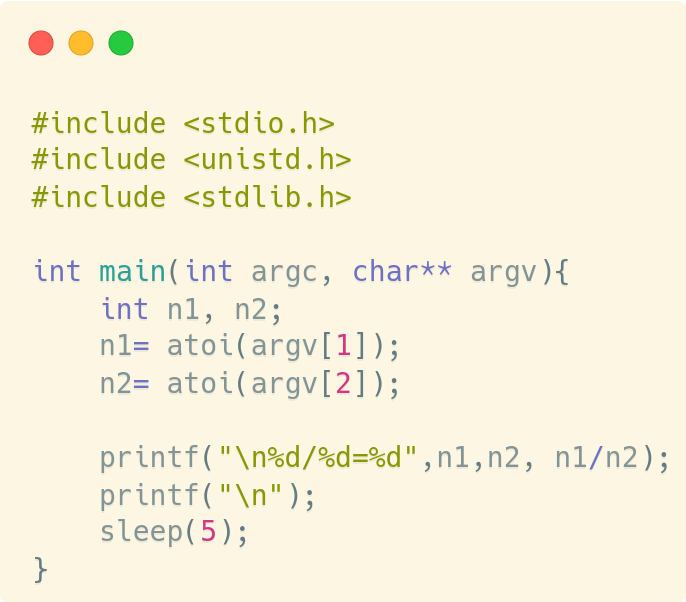 #include <stdio.h>
#include <unistd.h>
#include <stdlib.h>

int main(int argc, char** argv){
    int n1, n2;
    n1= atoi(argv[1]);
    n2= atoi(argv[2]);

    printf("\n%d/%d=%d",n1,n2, n1/n2);
    printf("\n");
    sleep(5);
}